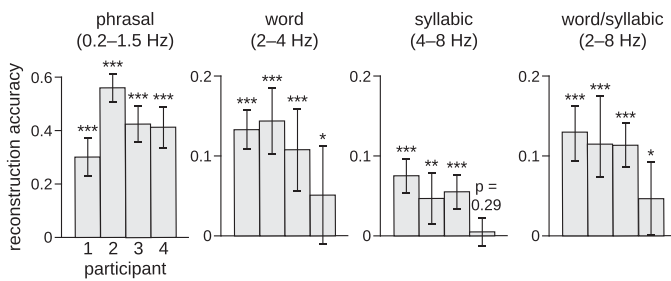 phrasal
(0.2–1.5 Hz)
word
(2–4 Hz)
syllabic
(4–8 Hz)
word/syllabic
(2–8 Hz)
reconstruction accuracy
0.6
0.4
0.2
0
***
***
***
***
1 2 3 4
participant
0.2
0.1
0
***
***
***
*
0.2
0.1
0
***
**
***
p =
0.29
0.2
0.1
0
***
***
***
*